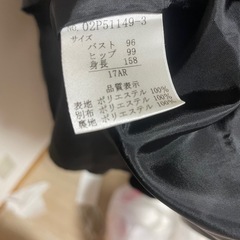 No. 02P51149-3
サイズ
バスト 96
ヒップ 99
身長 158
17AR
品質表示
表地 ポリエステル 100%
別布 ポリエステル 100%
裏地 ポリエステル 100%